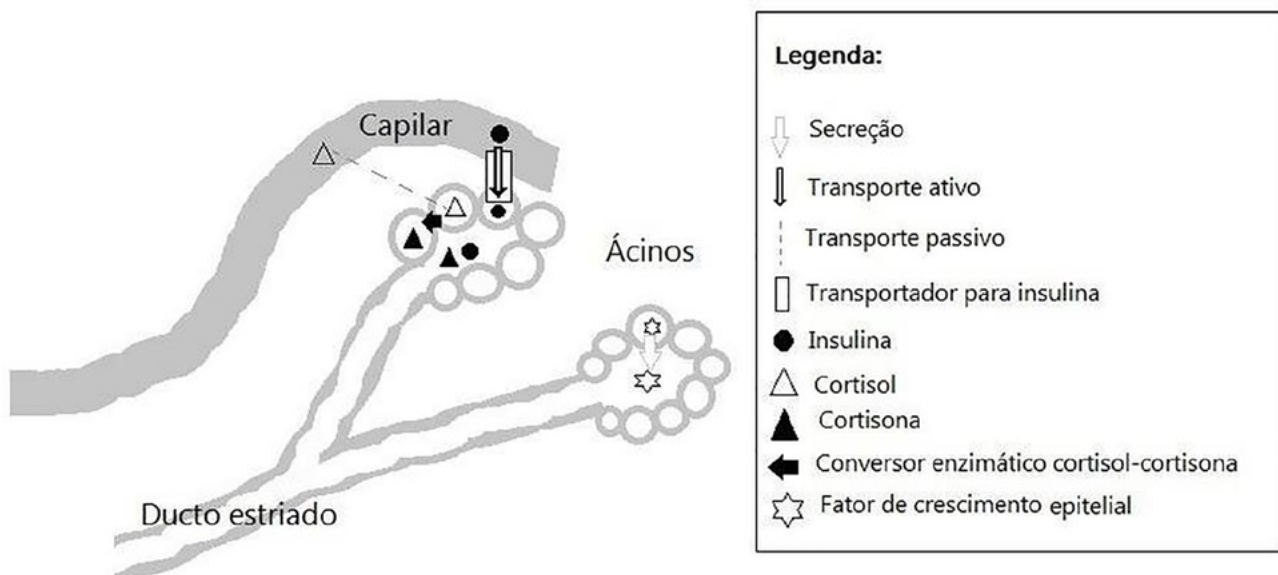 Capilar
Ácinos
Ducto estriado
Legenda:
Secreção
Transporte ativo
Transporte passivo
Transportador para insulina
Insulina
Cortisol
Cortisona
Conversor enzimático cortisol-cortisona
Fator de crescimento epitelial